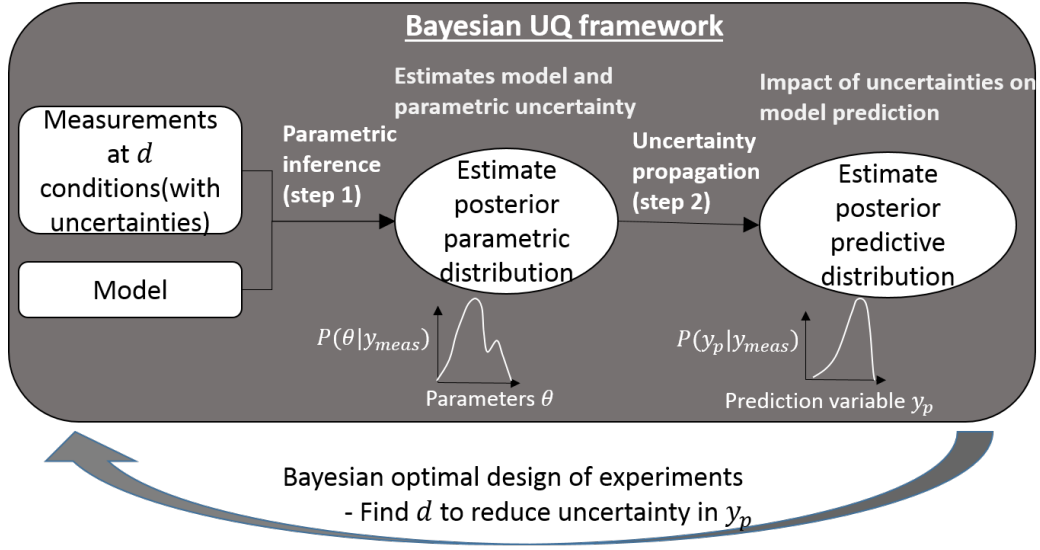 Bayesian UQ framework
Measurements
at d
conditions(with
uncertainties)
Model
Parametric
inference
(step 1)
Estimates model and
parametric uncertainty
Estimate
posterior
parametric
distribution
P(θ|y_meas)
Parameters θ
Uncertainty
propagation
(step 2)
Impact of uncertainties on
model prediction
Estimate
posterior
predictive
distribution
P(y_p|y_meas)
Prediction variable y_p
Bayesian optimal design of experiments
- Find d to reduce uncertainty in y_p